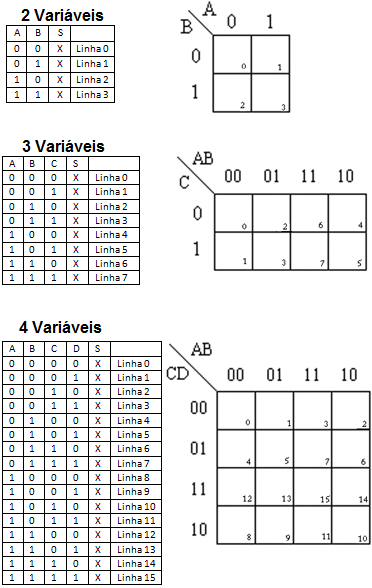 2 Variáveis
A B S
0 0 X Linha 0
0 1 X Linha 1
1 0 X Linha 2
1 1 X Linha 3
A
B 0 1
0 0 1
1 2 3
3 Variáveis
A B C S
0 0 0 X Linha 0
0 0 1 X Linha 1
0 1 0 X Linha 2
0 1 1 X Linha 3
1 0 0 X Linha 4
1 0 1 X Linha 5
1 1 0 X Linha 6
1 1 1 X Linha 7
AB
C 00 01 11 10
0 0 2 6 4
1 1 3 7 5
4 Variáveis
A B C D S
0 0 0 0 X Linha 0
0 0 0 1 X Linha 1
0 0 1 0 X Linha 2
0 0 1 1 X Linha 3
0 1 0 0 X Linha 4
0 1 0 1 X Linha 5
0 1 1 0 X Linha 6
0 1 1 1 X Linha 7
1 0 0 0 X Linha 8
1 0 0 1 X Linha 9
1 0 1 0 X Linha 10
1 0 1 1 X Linha 11
1 1 0 0 X Linha 12
1 1 0 1 X Linha 13
1 1 1 0 X Linha 14
1 1 1 1 X Linha 15
AB
CD 00 01 11 10
00 0 1 3 2
01 4 5 7 6
11 12 13 15 14
10 8 9 11 10